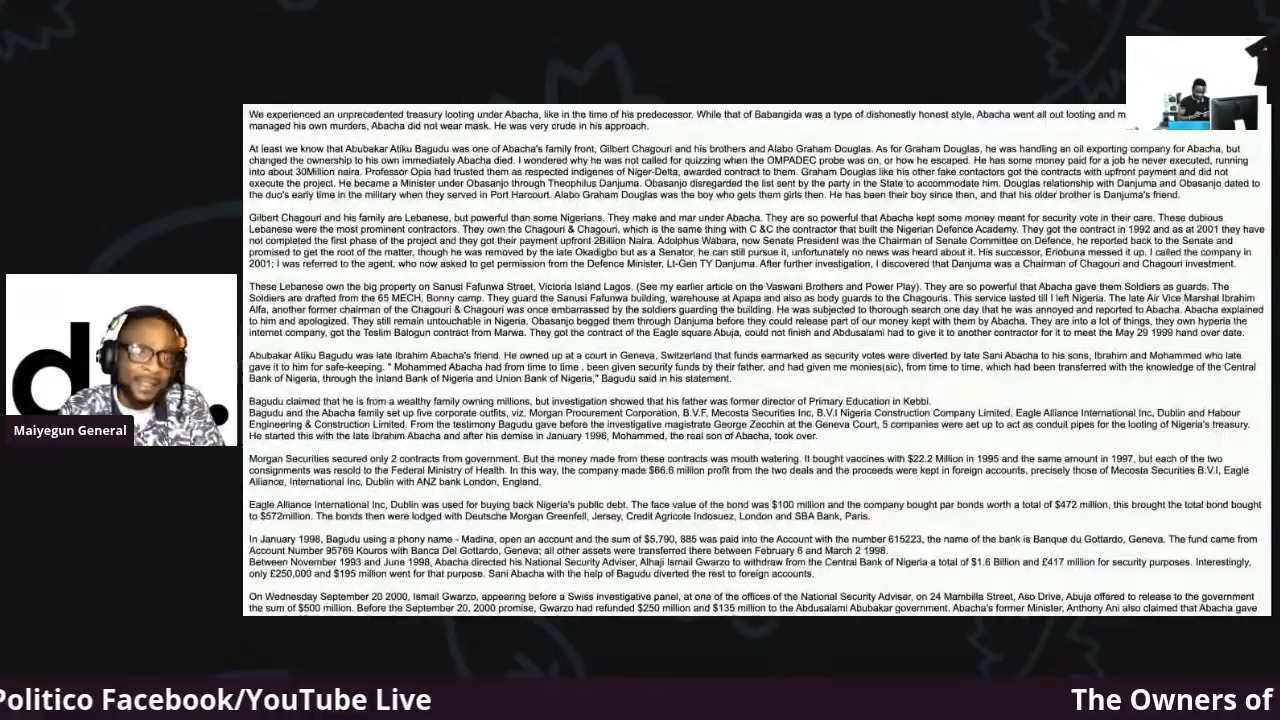 We experienced an unprecedented treasury looting under Abacha, like in the time of his predecessor. While that of Babangida was a type of dishonestly honest style, Abacha went all out looting and m
managed his own murders, Abacha did not wear mask. He was very crude in his approach.
At least we know that Abubakar Atiku Bagudu was one of Abacha's family front, Gilbert Chagouri and his brothers and Alabo Graham Douglas. As for Graham Douglas, he was handling an oil exporting company for Abacha, but
changed the ownership to his own immediately Abacha died. I wondered why he was not called for quizzing when the OMPADEC probe was on, or how he escaped. He has some money paid for a job he never executed, running
into about 30Million naira. Professor Opia had trusted them as respected indigenes of Niger-Delta, awarded contract to them. Graham Douglas like his other fake contactors got the contracts with upfront payment and did not
execute the project. He became a Minister under Obasanjo through Theophilus Danjuma. Obasanjo disregarded the list sent by the party in the State to accommodate him. Douglas relationship with Danjuma and Obasanjo dated to
the duo's early time in the military when they served in Port Harcourt. Alabo Graham Douglas was the boy who gets them girls then. He has been their boy since then, and that his older brother is Danjuma's friend.
Gilbert Chagouri and his family are Lebanese, but powerful than some Nigerians. They make and mar under Abacha. They are so powerful that Abacha kept some money meant for security vote in their care. These dubious
Lebanese were the most prominent contractors. They own the Chagouri & Chagouri, which is the same thing with C &C the contractor that built the Nigerian Defence Academy. They got the contract in 1992 and as at 2001 they have
not completed the first phase of the project and they got their payment upfront 2Billion Naira. Adolphus Wabara, now Senate President was the Chairman of Senate Committee on Defence, he reported back to the Senate and
promised to get the root of the matter, though he was removed by the late Okadigbo but as a Senator, he can still pursue it, unfortunately no news was heard about it. His successor, Eriobuna messed it up. I called the company in
2001; I was referred to the agent, who now asked to get permission from the Defence Minister, Lt-Gen TY Danjuma. After further investigation, I discovered that Danjuma was a Chairman of Chagouri and Chagouri investment.
These Lebanese own the big property on Sanusi Fafunwa Street, Victoria Island Lagos. (See my earlier article on the Vaswani Brothers and Power Play). They are so powerful that Abacha gave them Soldiers as guards. The
Soldiers are drafted from the 65 MECH, Bonny camp. They guard the Sanusi Fafunwa building, warehouse at Apapa and also as body guards to the Chagouris. This service lasted till I left Nigeria. The late Air Vice Marshal Ibrahim
Alfa, another former chairman of the Chagouri & Chagouri was once embarrassed by the soldiers guarding the building. He was subjected to thorough search one day that he was annoyed and reported to Abacha. Abacha explained
to him and apologized. They still remain untouchable in Nigeria. Obasanjo begged them through Danjuma before they could release part of our money kept with them by Abacha. They are into a lot of things, they own hyperia the
internet company, got the Teslim Balogun contract from Marwa. They got the contract of the Eagle square Abuja, could not finish and Abdusalami had to give it to another contractor for it to meet the May 29 1999 hand over date.
Abubakar Atiku Bagudu was late Ibrahim Abacha's friend. He owned up at a court in Geneva, Switzerland that funds earmarked as security votes were diverted by late Sani Abacha to his sons, Ibrahim and Mohammed who late
gave it to him for safe-keeping. " Mohammed Abacha had from time to time . been given security funds by their father, and had given me monies(sic), from time to time, which had been transferred with the knowledge of the Central
Bank of Nigeria, through the Inland Bank of Nigeria and Union Bank of Nigeria," Bagudu said in his statement.
Bagudu claimed that he is from a wealthy family owning millions, but investigation showed that his father was former director of Primary Education in Kebbi.
Bagudu and the Abacha family set up five corporate outfits, viz, Morgan Procurement Corporation, B.V.F, Mecosta Securities Inc, B.V.I Nigeria Construction Company Limited, Eagle Alliance International Inc, Dublin and Habour
Engineering & Construction Limited. From the testimony Bagudu gave before the investigative magistrate George Zecchin at the Geneva Court, 5 companies were set up to act as conduit pipes for the looting of Nigeria's treasury.
He started this with the late Ibrahim Abacha and after his demise in January 1996, Mohammed, the real son of Abacha, took over.
Morgan Securities secured only 2 contracts from government. But the money made from these contracts was mouth watering. It bought vaccines with $22.2 Million in 1995 and the same amount in 1997, but each of the two
consignments was resold to the Federal Ministry of Health. In this way, the company made $66.6 million profit from the two deals and the proceeds were kept in foreign accounts, precisely those of Mecosta Securities B.V.I, Eagle
Alliance, International Inc, Dublin with ANZ bank London, England.
Eagle Alliance International Inc, Dublin was used for buying back Nigeria's public debt. The face value of the bond was $100 million and the company bought par bonds worth a total of $472 million, this brought the total bond bought
to $572million. The bonds then were lodged with Deutsche Morgan Greenfell, Jersey, Credit Agricole Indosuez, London and SBA Bank, Paris.
In January 1998, Bagudu using a phony name - Madina, open an account and the sum of $5,790, 885 was paid into the Account with the number 615223, the name of the bank is Banque du Gottardo, Geneva. The fund came from
Account Number 95769 Kouros with Banca Del Gottardo, Geneva; all other assets were transferred there between February 6 and March 2 1998.
Between November 1993 and June 1998, Abacha directed his National Security Adviser, Alhaji Ismail Gwarzo to withdraw from the Central Bank of Nigeria a total of $1.6 Billion and £417 million for security purposes. Interestingly,
only £250,000 and $195 million went for that purpose. Sani Abacha with the help of Bagudu diverted the rest to foreign accounts.
On Wednesday September 20 2000, Ismail Gwarzo, appearing before a Swiss investigative panel, at one of the offices of the National Security Adviser, on 24 Mambilla Street, Aso Drive, Abuja offered to release to the government
the sum of $500 million. Before the September 20, 2000 promise, Gwarzo had refunded $250 million and $135 million to the Abdusalami Abubakar government. Abacha's former Minister, Anthony Ani also claimed that Abacha gave
d
Maiyegun General
Politico Facebook/YouTube Live
The Owners of